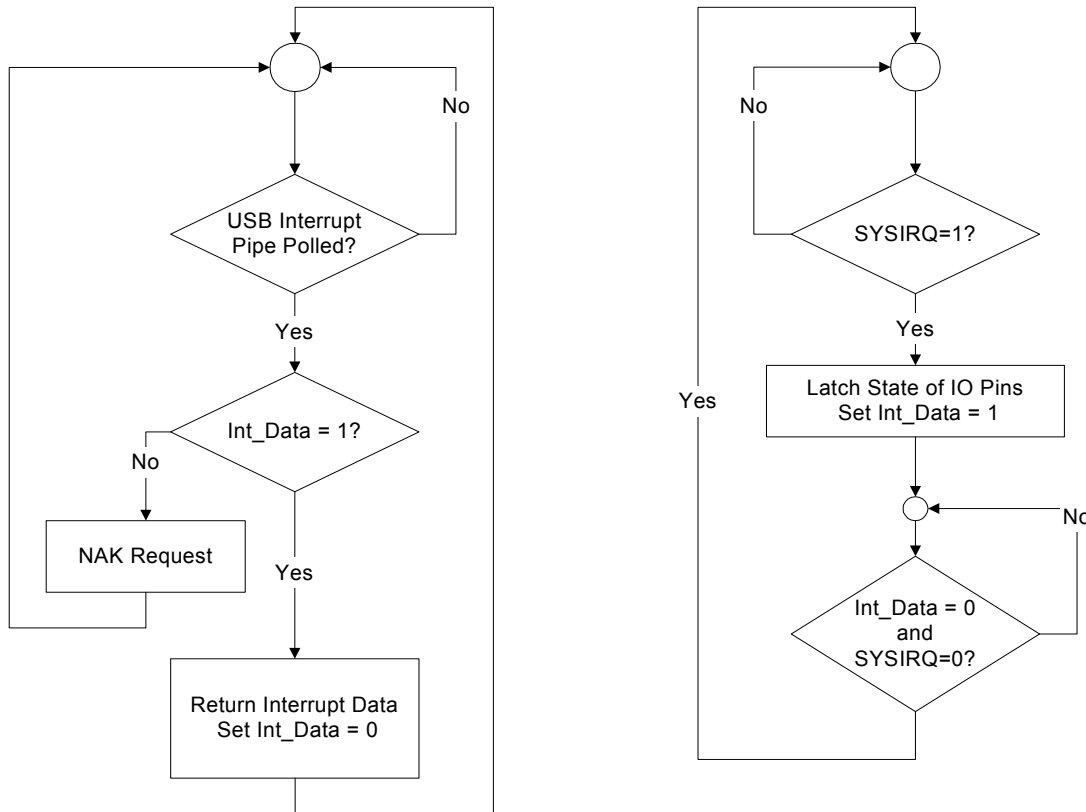 No
USB Interrupt
Pipe Polled?
Yes
Int_Data = 1?
No
NAK Request
Yes
Return Interrupt Data
Set Int_Data = 0
No
SYSIRQ=1?
Yes
Latch State of IO Pins
Set Int_Data = 1
Yes
No
Int_Data = 0
and
SYSIRQ=0?